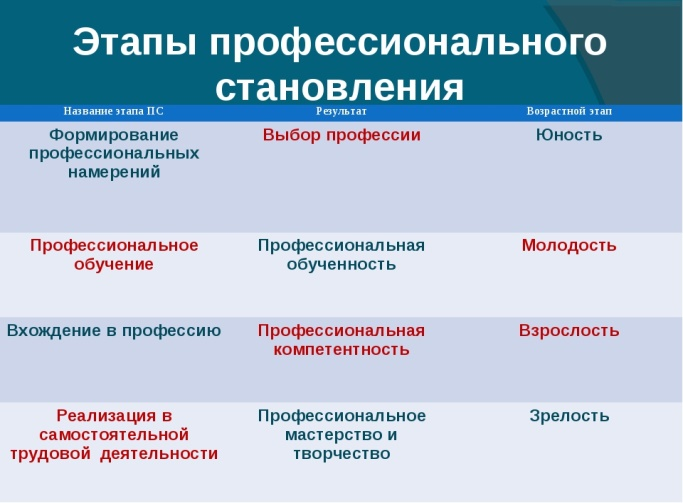 Этапы профессионального
становления
Название этапа ПС Результат Возрастной этап
Формирование
профессиональных
намерений
Выбор профессии
Юность
Профессиональное
обучение
Профессиональная
обученность
Молодость
Вхождение в профессию
Профессиональная
компетентность
Взрослость
Реализация в
самостоятельной
трудовой деятельности
Профессиональное
мастерство и
творчество
Зрелость